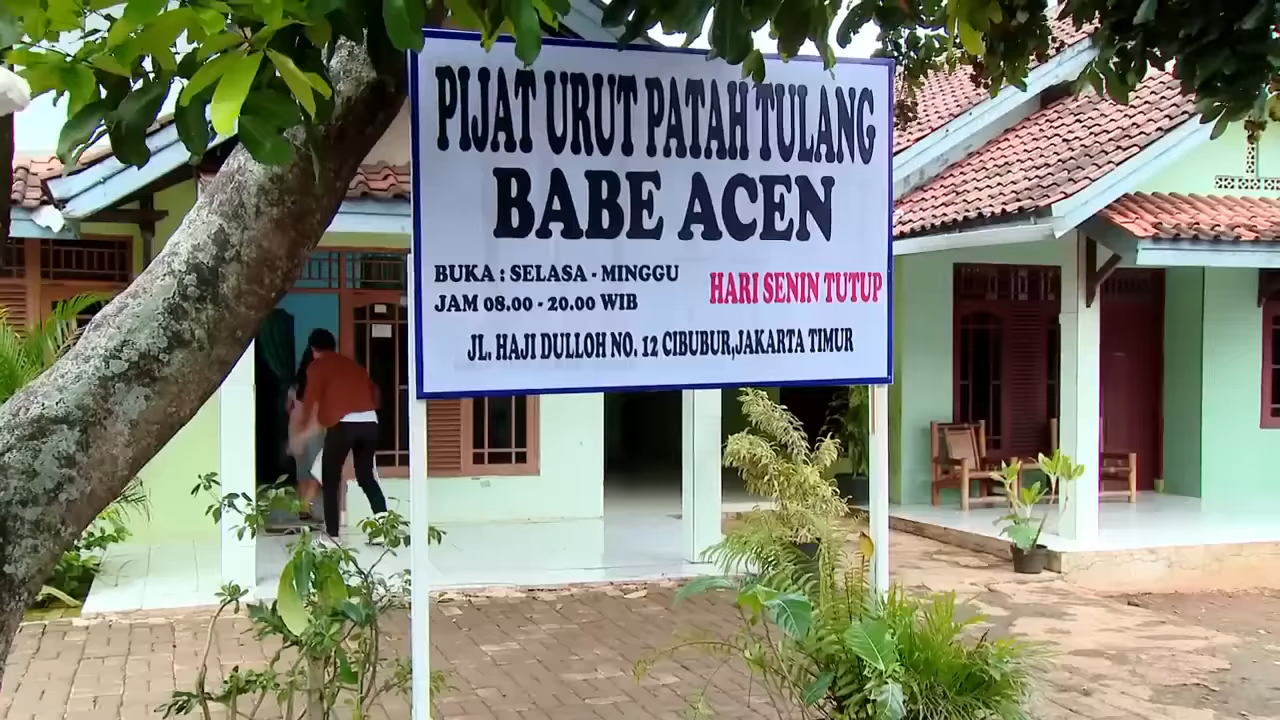 PIJAT URUT PATAH TULANG
BABE ACEN
BUKA : SELASA - MINGGU
JAM 08.00 - 20.00 WIB
HARI SENIN TUTUP
JL. HAJI DULLOH NO. 12 CIBUBUR,JAKARTA TIMUR